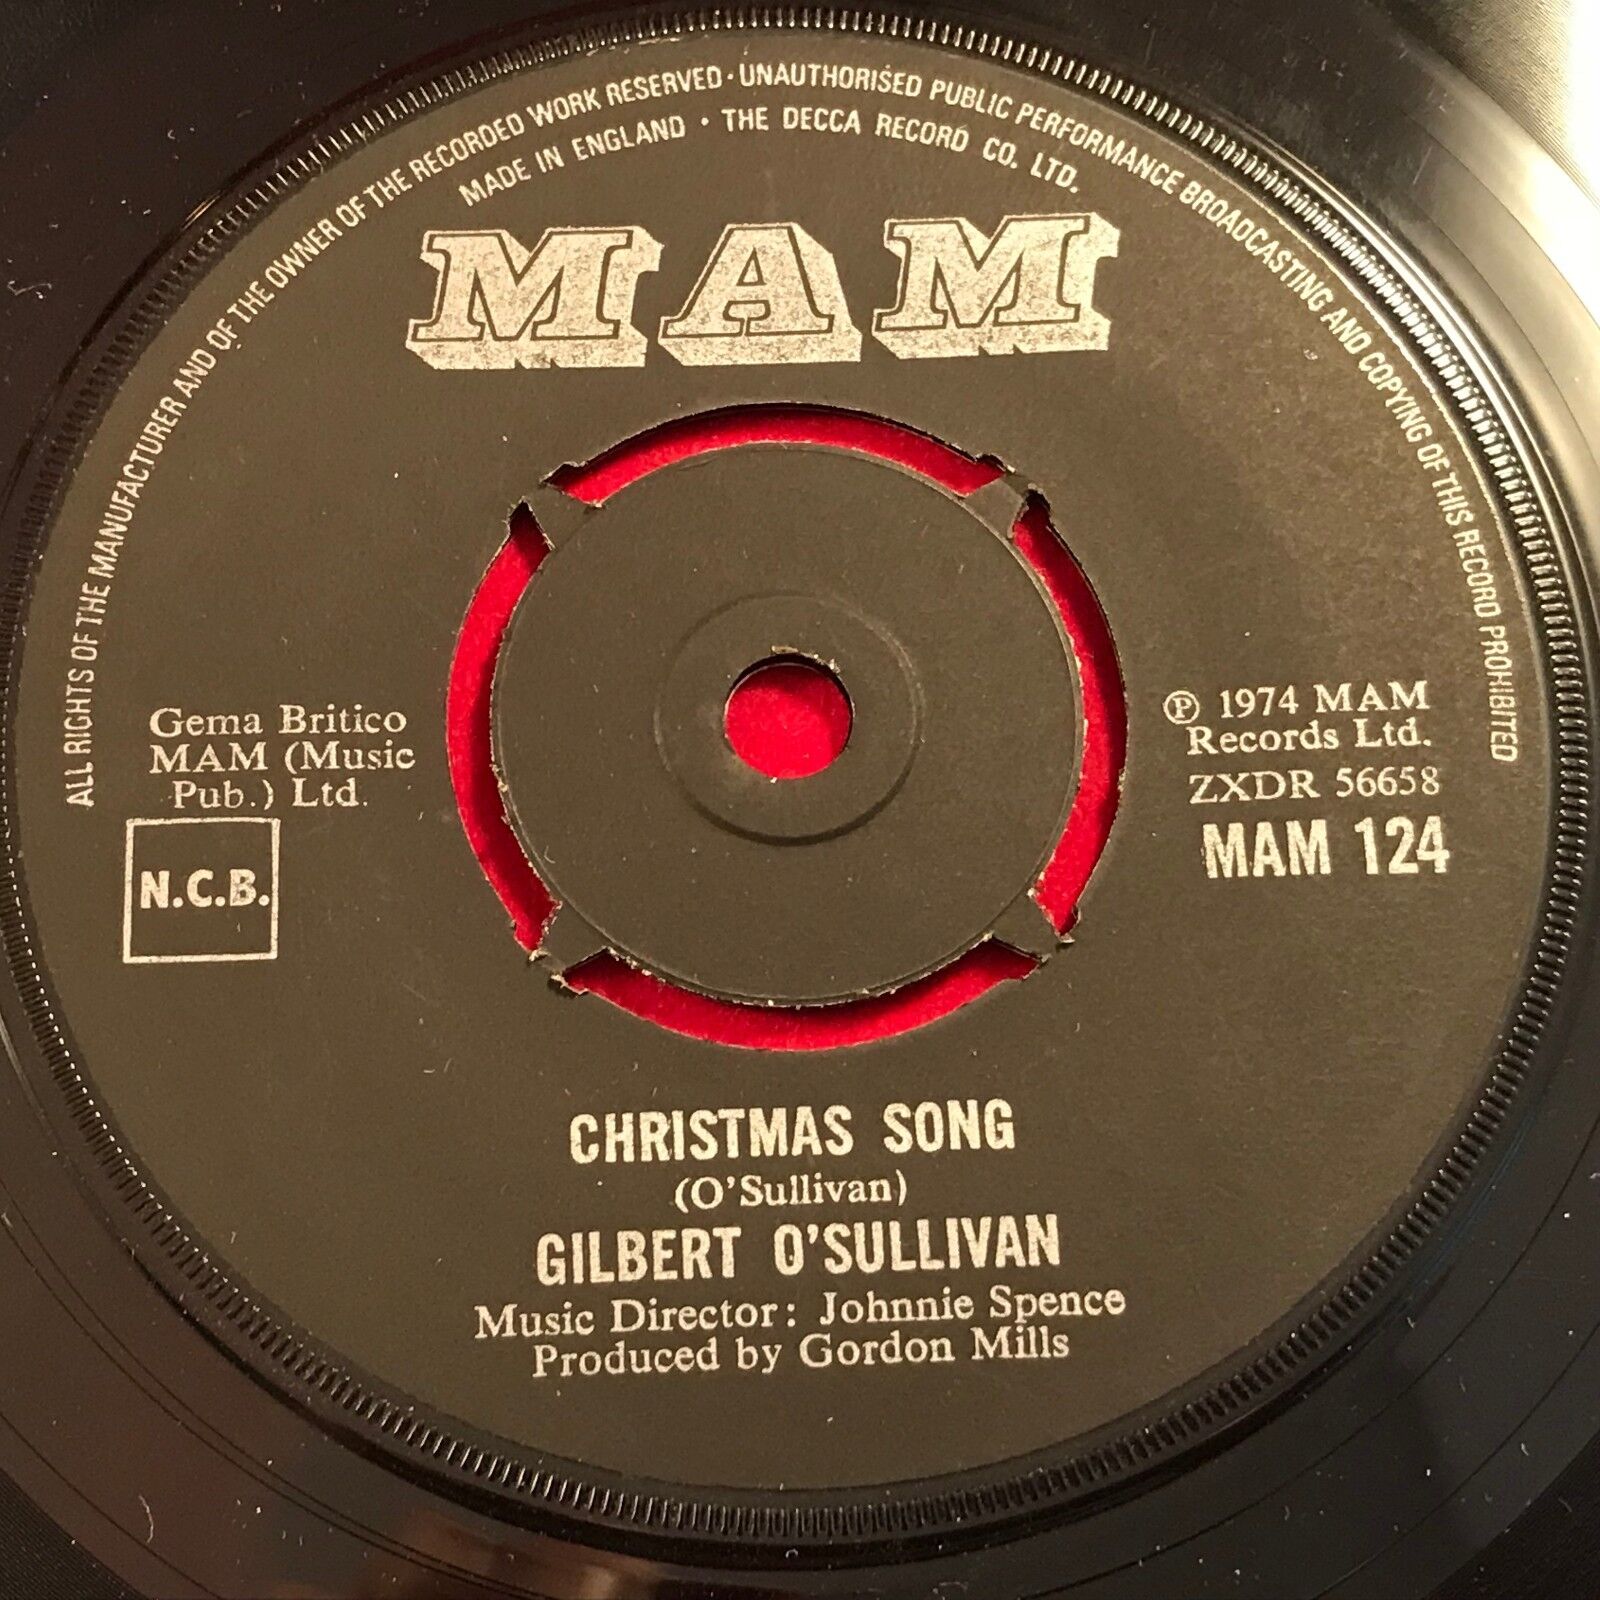 ALL RIGHTS OF THE MANUFACTURER AND OF THE OWNER OF THE RECORDED WORK RESERVED · UNAUTHORISED PUBLIC PERFORMANCE BROADCASTING AND COPYING OF THIS RECORD PROHIBITED
MADE IN ENGLAND · THE DECCA RECORD CO. LTD.
MAM
Gema Britico
MAM (Music
Pub.) Ltd.
N.C.B.
℗ 1974 MAM
Records Ltd.
ZXDR 56658
MAM 124
CHRISTMAS SONG
(O'Sullivan)
GILBERT O'SULLIVAN
Music Director: Johnnie Spence
Produced by Gordon Mills